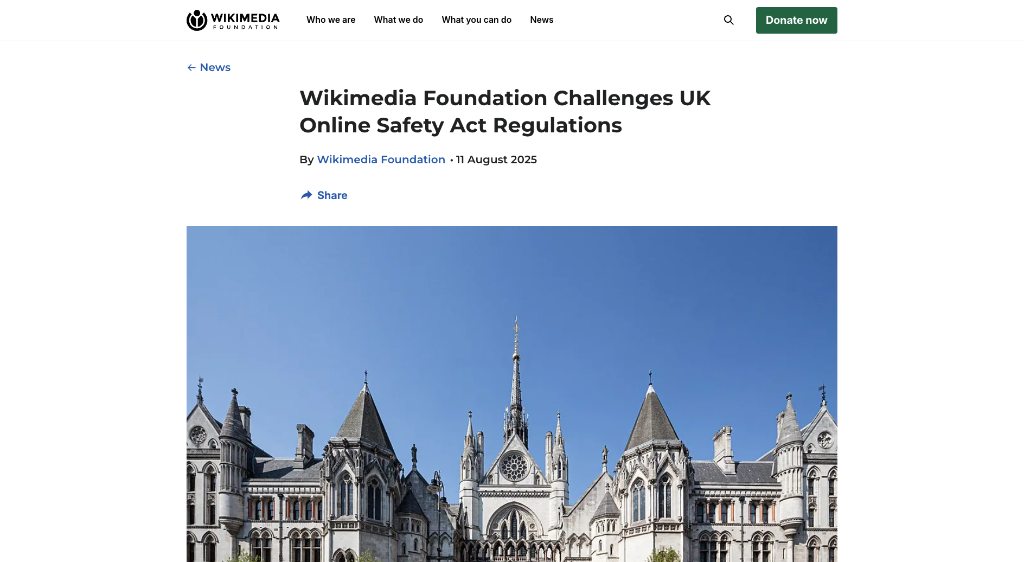 WIKIMEDIA
FOUNDATION
Who we are
What we do
What you can do
News
Donate now
← News
Wikimedia Foundation Challenges UK
Online Safety Act Regulations
By Wikimedia Foundation • 11 August 2025
Share